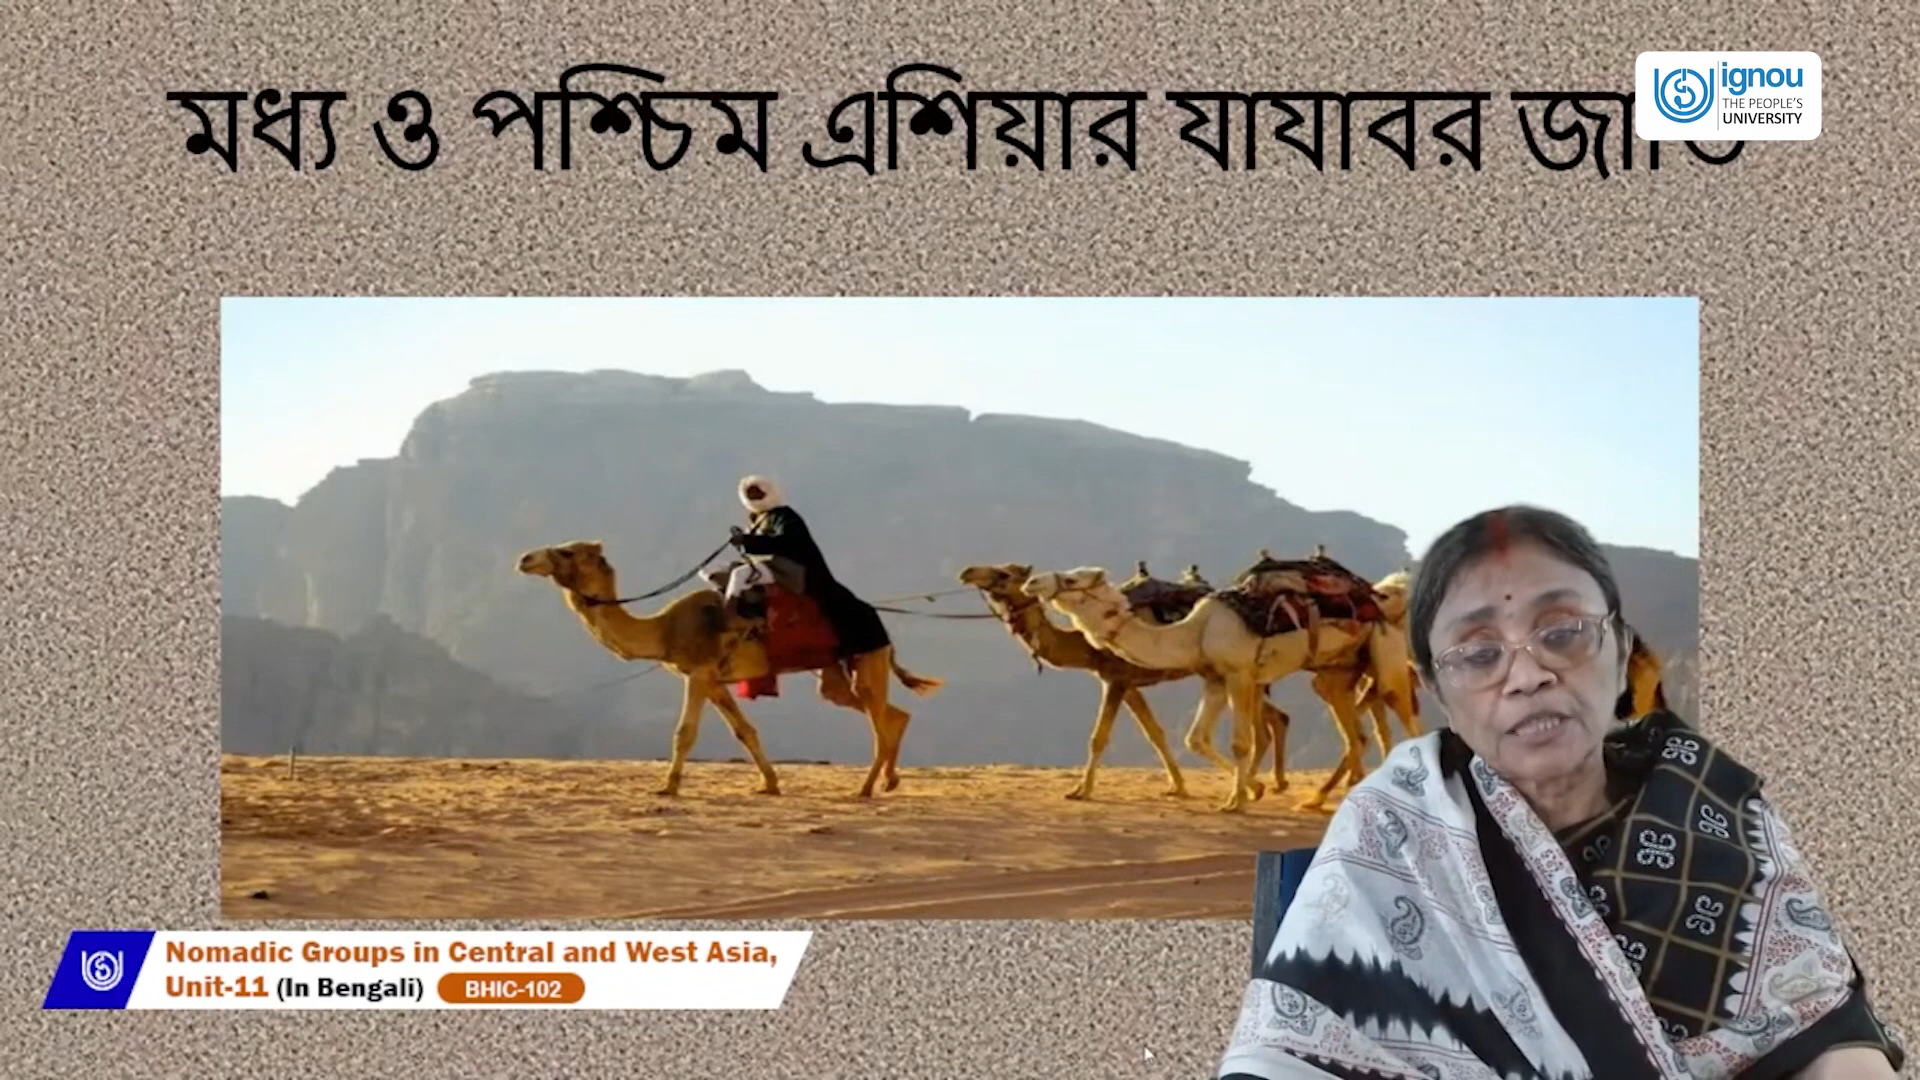 মধ্য ও পশ্চিম এশিয়ার যাযাবর
ignou
THE PEOPLE'S
UNIVERSITY
Nomadic Groups in Central and West Asia,
Unit-11 (In Bengali) BHIC-102